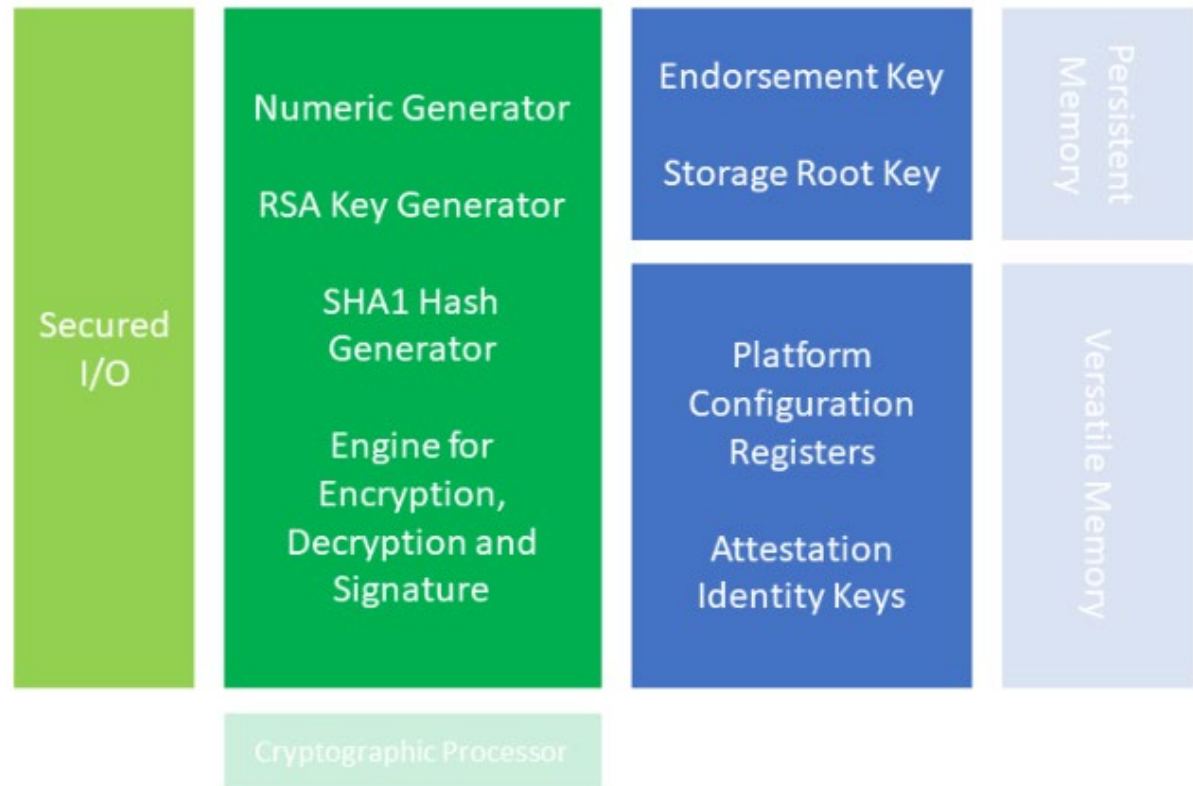 Secured
I/O
Numeric Generator
RSA Key Generator
SHA1 Hash
Generator
Engine for
Encryption,
Decryption and
Signature
Cryptographic Processor
Endorsement Key
Storage Root Key
Persistent
Memory
Platform
Configuration
Registers
Attestation
Identity Keys
Versatile Memory